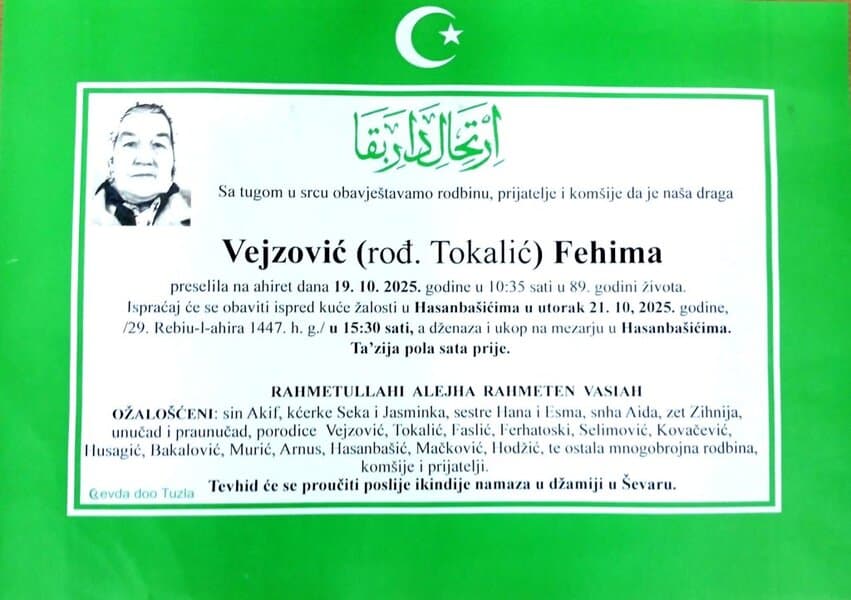 اِرْتِحَالِ دَارِ بَقَا
Sa tugom u srcu obavještavamo rodbinu, prijatelje i komšije da je naša draga
Vejzović (rođ. Tokalić) Fehima
preselila na ahiret dana 19. 10. 2025. godine u 10:35 sati u 89. godini života.
Ispraćaj će se obaviti ispred kuće žalosti u Hasanbašićima u utorak 21. 10, 2025. godine,
/29. Rebiu-l-ahira 1447. h. g./ u 15:30 sati, a dženaza i ukop na mezarju u Hasanbašićima.
Ta'zija pola sata prije.
RAHMETULLAHI ALEJHA RAHMETEN VASIAH
OŽALOŠĆENI: sin Akif, kćerke Seka i Jasminka, sestre Hana i Esma, snha Aida, zet Zihnija,
unučad i praunučad, porodice Vejzović, Tokalić, Faslić, Ferhatoski, Selimović, Kovačević,
Husagić, Bakalović, Murić, Arnus, Hasanbašić, Mačković, Hodžić, te ostala mnogobrojna rodbina,
komšije i prijatelji.
Tevhid će se proučiti poslije ikindije namaza u džamiji u Ševaru.
doo Tuzla